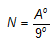 N = A° / 9°